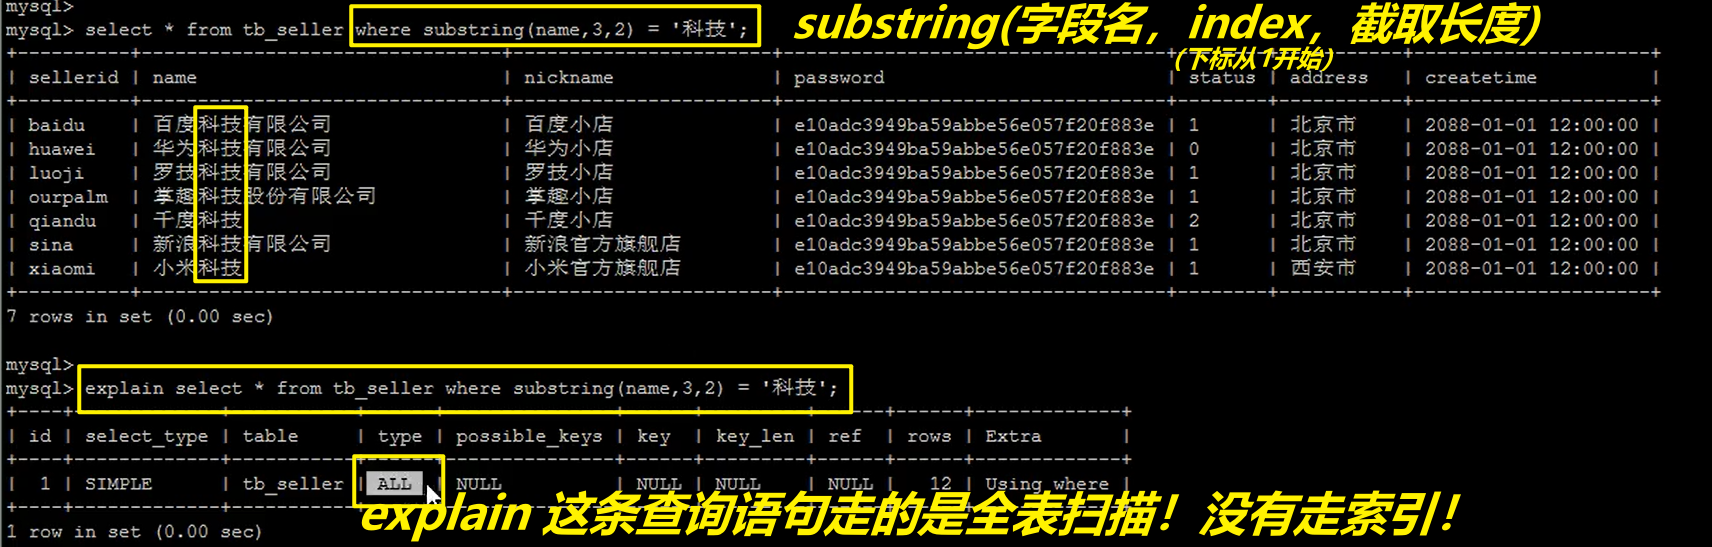 mysql>
mysql> select * from tb_seller where substring(name,3,2) = '科技';
substring(字段名，index，截取长度)
（下标从1开始）
| sellerid | name | nickname | password | status | address | createtime |
| baidu | 百度科技有限公司 | 百度小店 | e10adc3949ba59abbe56e057f20f883e | 1 | 北京市 | 2088-01-01 12:00:00 |
| huawei | 华为科技有限公司 | 华为小店 | e10adc3949ba59abbe56e057f20f883e | 0 | 北京市 | 2088-01-01 12:00:00 |
| luoji | 罗技科技有限公司 | 罗技小店 | e10adc3949ba59abbe56e057f20f883e | 1 | 北京市 | 2088-01-01 12:00:00 |
| ourpalm | 掌趣科技股份有限公司 | 掌趣小店 | e10adc3949ba59abbe56e057f20f883e | 1 | 北京市 | 2088-01-01 12:00:00 |
| qiandu | 千度科技 | 千度小店 | e10adc3949ba59abbe56e057f20f883e | 2 | 北京市 | 2088-01-01 12:00:00 |
| sina | 新浪科技有限公司 | 新浪官方旗舰店 | e10adc3949ba59abbe56e057f20f883e | 1 | 北京市 | 2088-01-01 12:00:00 |
| xiaomi | 小米科技 | 小米官方旗舰店 | e10adc3949ba59abbe56e057f20f883e | 1 | 西安市 | 2088-01-01 12:00:00 |
7 rows in set (0.00 sec)
mysql>
mysql> explain select * from tb_seller where substring(name,3,2) = '科技';
| id | select_type | table | type | possible_keys | key | key_len | ref | rows | Extra |
| 1 | SIMPLE | tb_seller | ALL | NULL | NULL | NULL | NULL | 12 | Using where |
explain 这条查询语句走的是全表扫描！没有走索引！
1 row in set (0.00 sec)